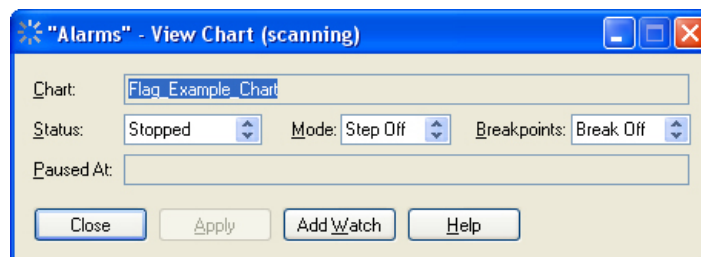 "Alarms" - View Chart (scanning)
Chart: Flag_Example_Chart
Status: Stopped Mode: Step Off Breakpoints: Break Off
Paused At:
Close Apply Add Watch Help